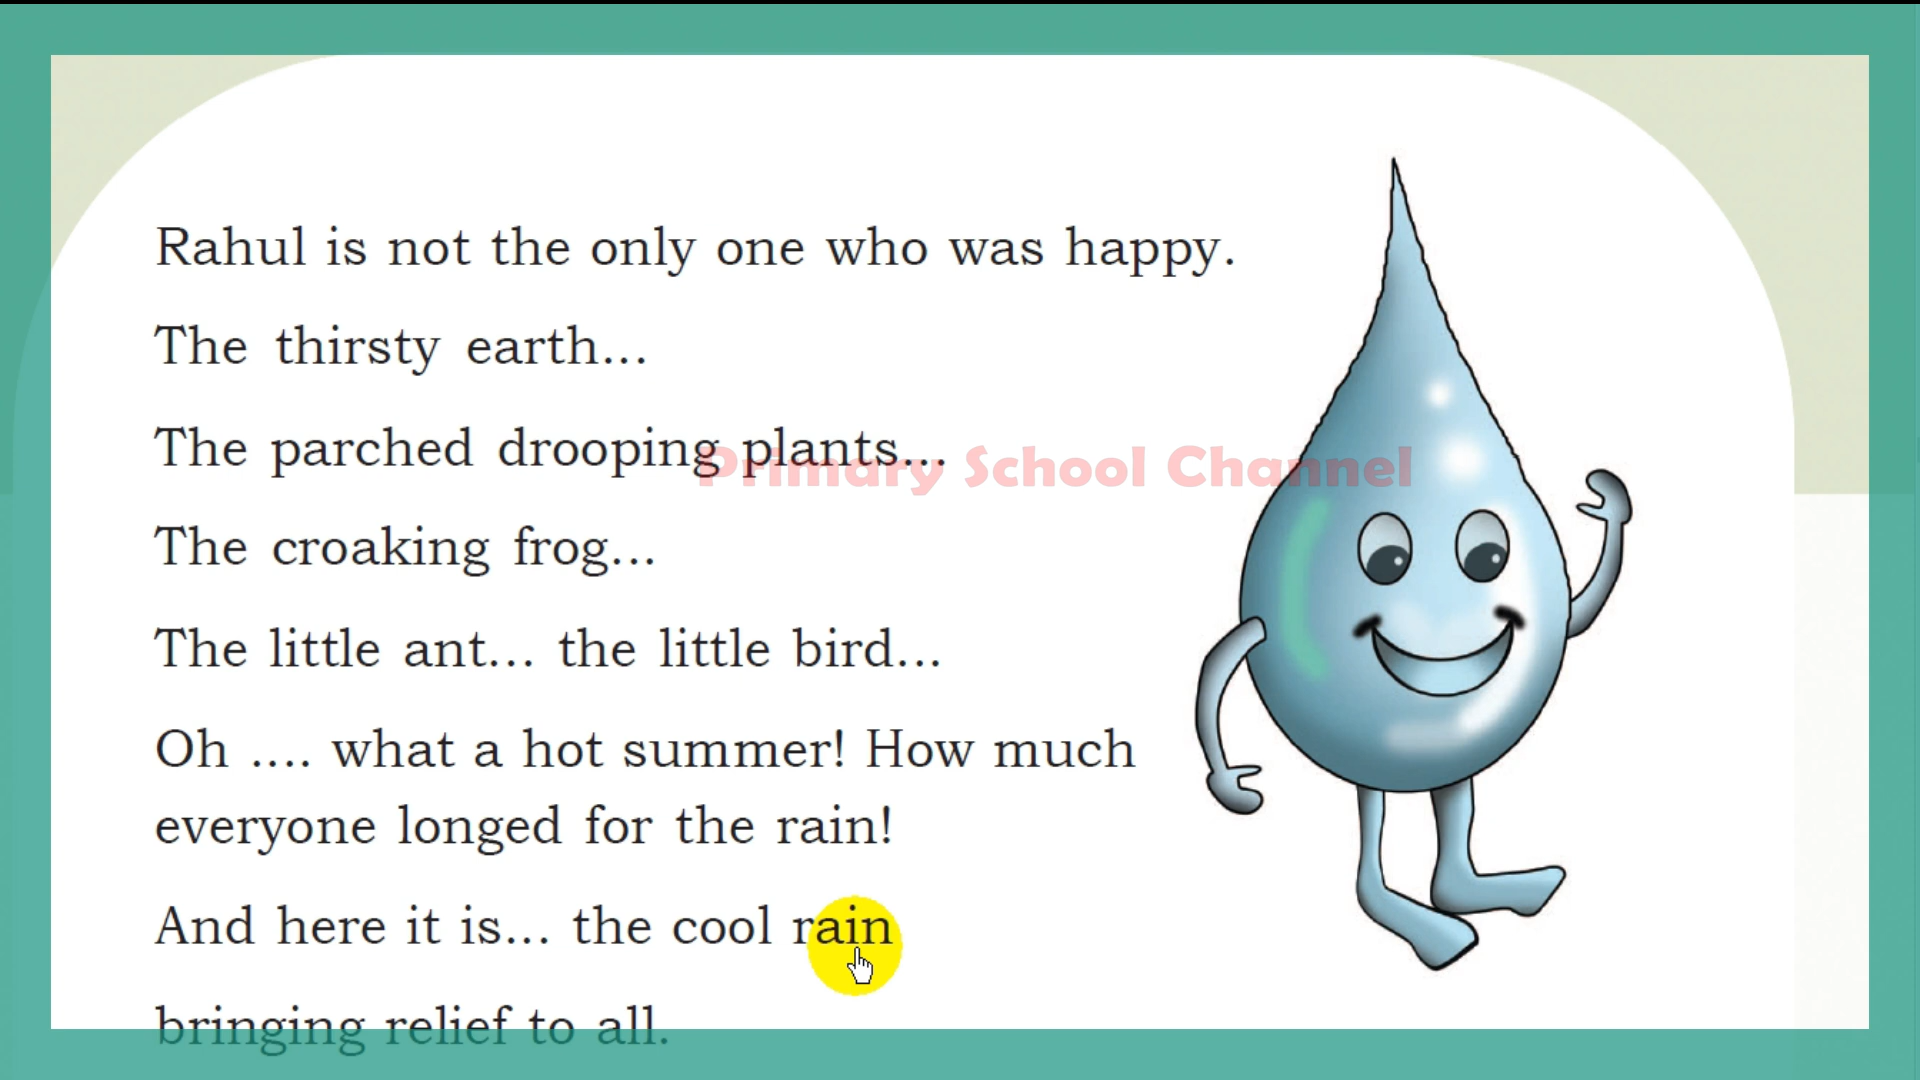 Rahul is not the only one who was happy.
The thirsty earth...
The parched drooping plants...
Primary School Channel
The croaking frog...
The little ant... the little bird...
Oh .... what a hot summer! How much
everyone longed for the rain!
And here it is... the cool rain
bringing relief to all.